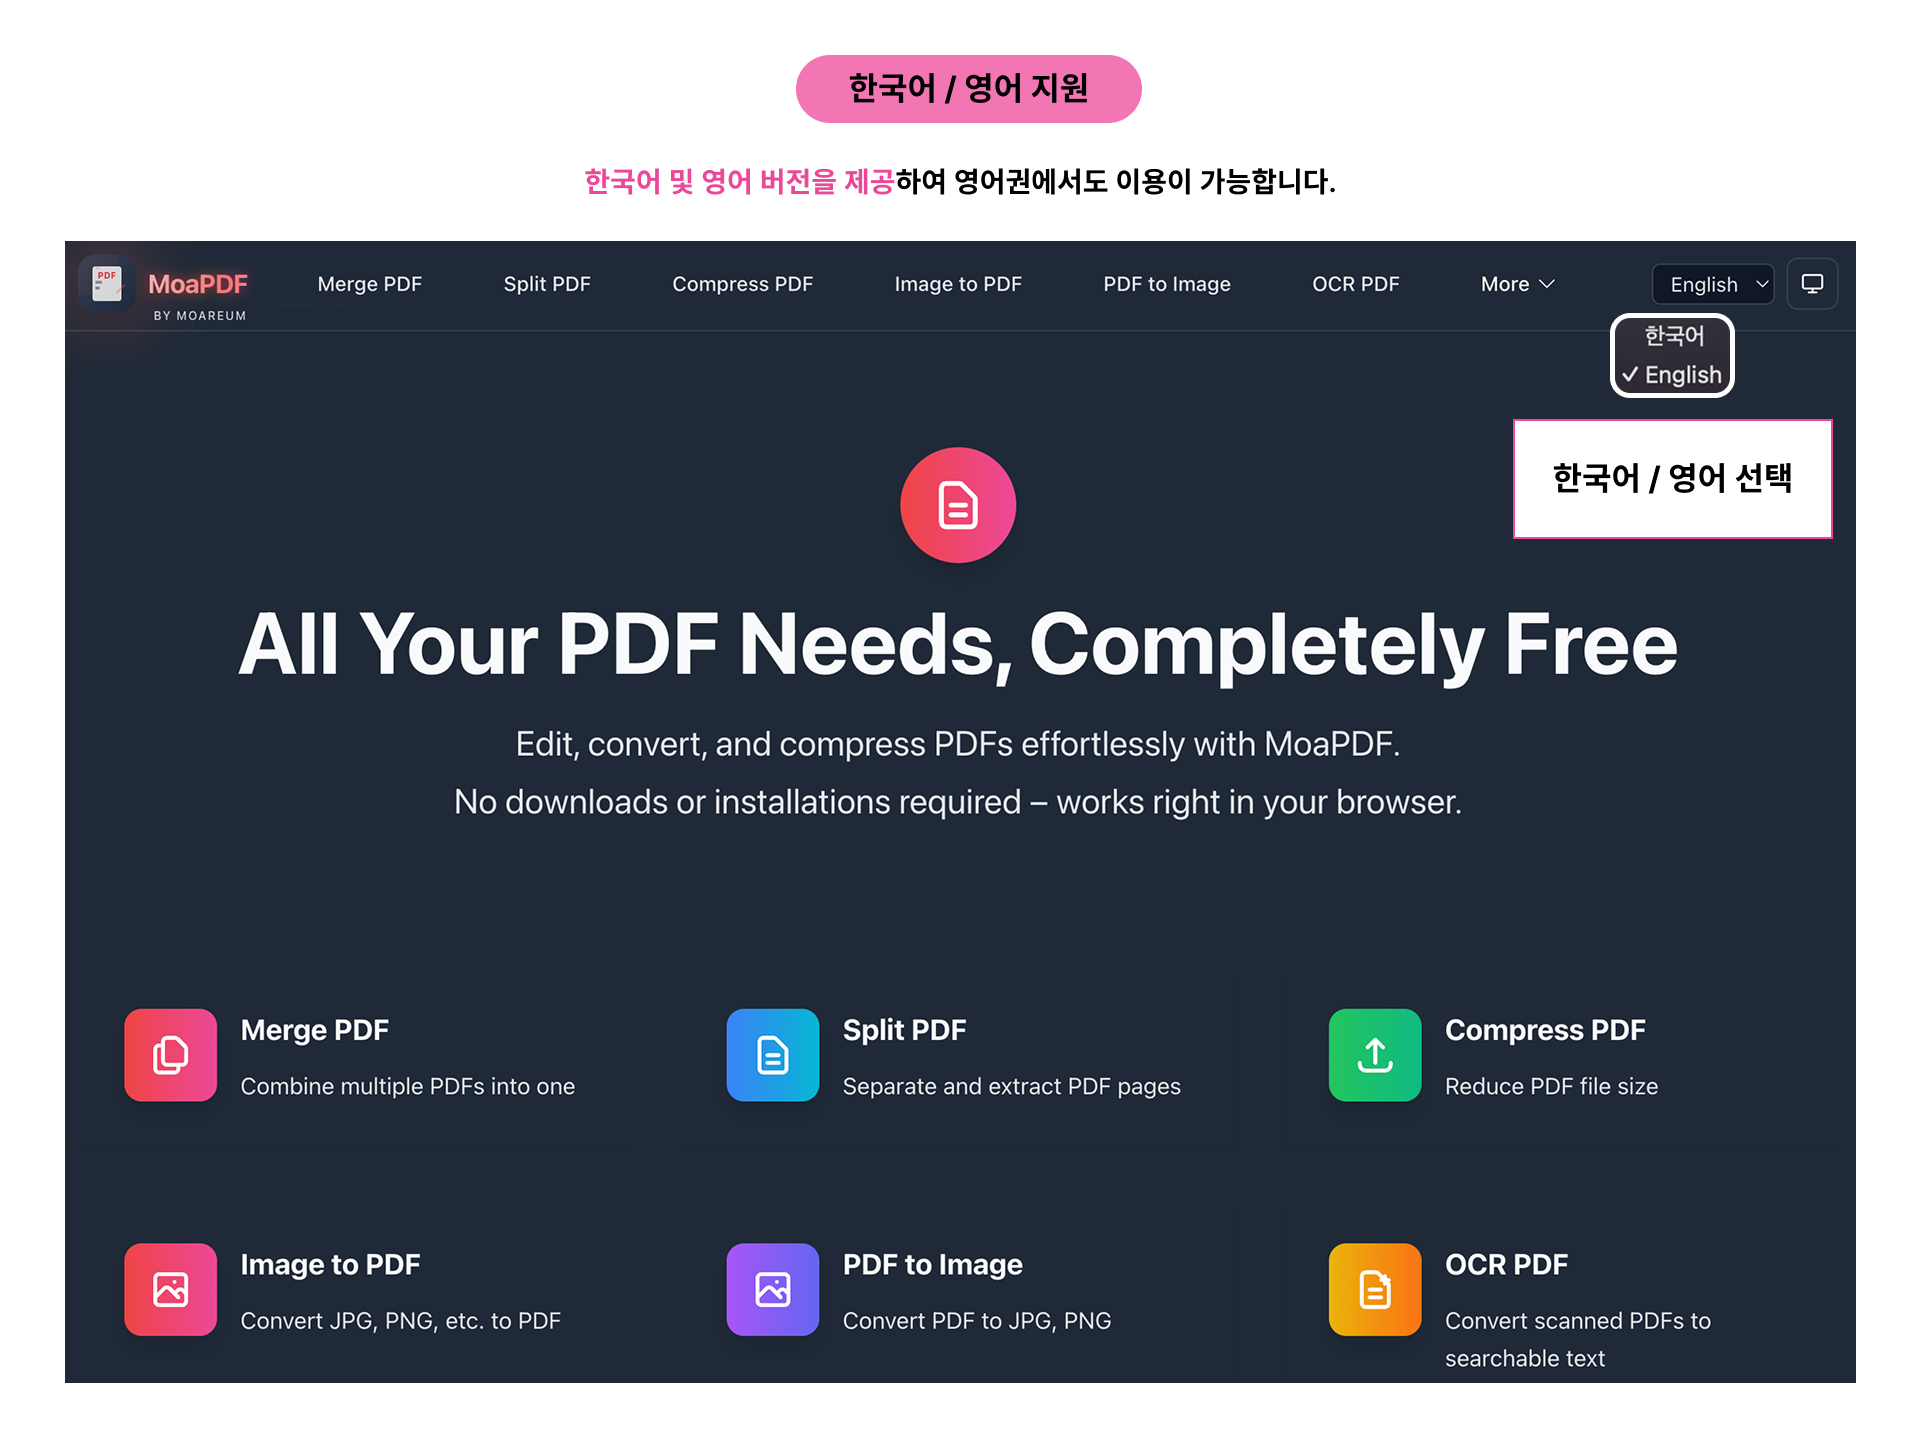 한국어 / 영어 지원
한국어 및 영어 버전을 제공하여 영어권에서도 이용이 가능합니다.
PDF
MoaPDF
BY MOAREUM
Merge PDF
Split PDF
Compress PDF
Image to PDF
PDF to Image
OCR PDF
More
English
한국어
✓ English
한국어 / 영어 선택
All Your PDF Needs, Completely Free
Edit, convert, and compress PDFs effortlessly with MoaPDF.
No downloads or installations required – works right in your browser.
Merge PDF
Combine multiple PDFs into one
Split PDF
Separate and extract PDF pages
Compress PDF
Reduce PDF file size
Image to PDF
Convert JPG, PNG, etc. to PDF
PDF to Image
Convert PDF to JPG, PNG
OCR PDF
Convert scanned PDFs to
searchable text